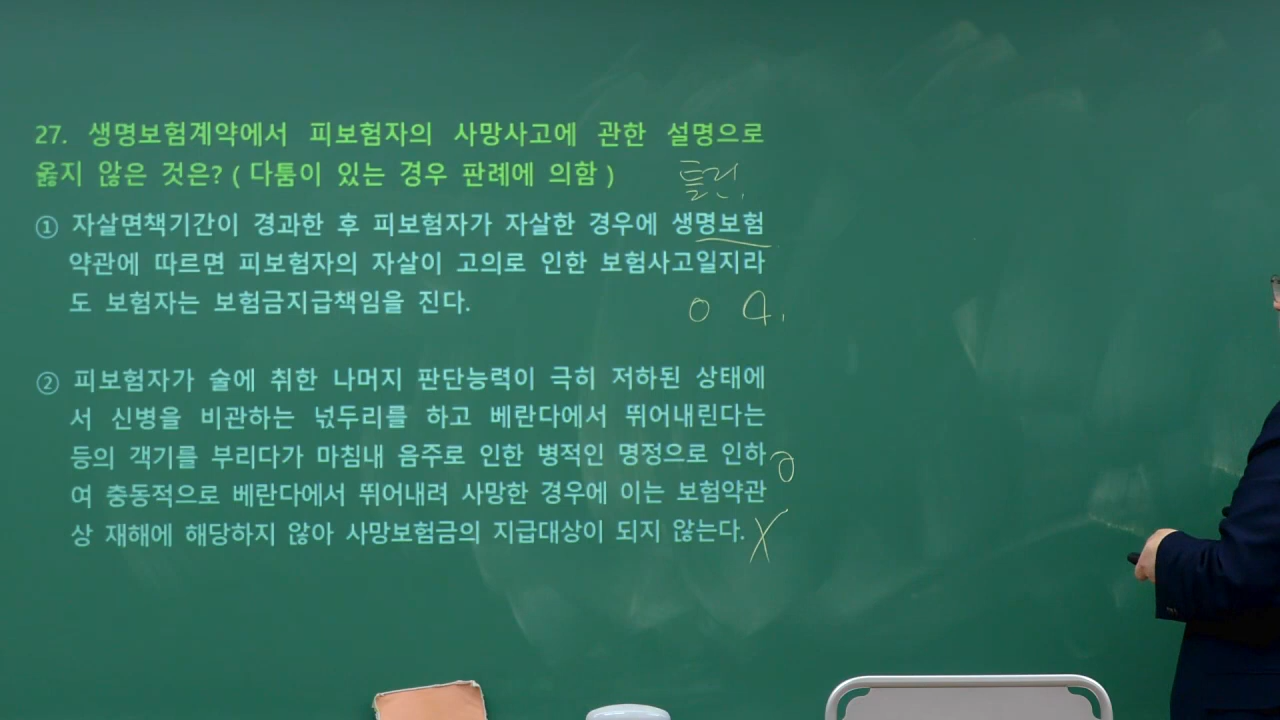 27. 생명보험계약에서 피보험자의 사망사고에 관한 설명으로
옳지 않은 것은? ( 다툼이 있는 경우 판례에 의함 )
틀린
① 자살면책기간이 경과한 후 피보험자가 자살한 경우에 생명보험
약관에 따르면 피보험자의 자살이 고의로 인한 보험사고일지라
도 보험자는 보험금지급책임을 진다.
② 피보험자가 술에 취한 나머지 판단능력이 극히 저하된 상태에
서 신병을 비관하는 넋두리를 하고 베란다에서 뛰어내린다는
등의 객기를 부리다가 마침내 음주로 인한 병적인 명정으로 인하
여 충동적으로 베란다에서 뛰어내려 사망한 경우에 이는 보험약관
상 재해에 해당하지 않아 사망보험금의 지급대상이 되지 않는다.
X